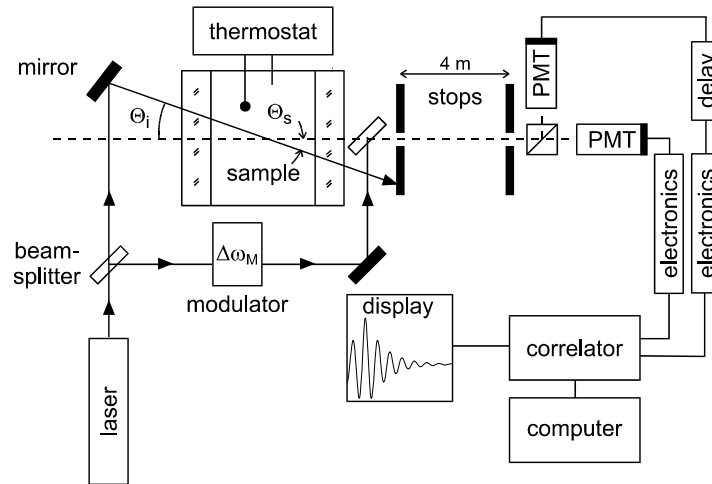 thermostat
mirror
4 m
stops
PMT
delay
Θi
Θs
sample
PMT
electronics
electronics
beam-
splitter
ΔωM
modulator
display
correlator
laser
computer